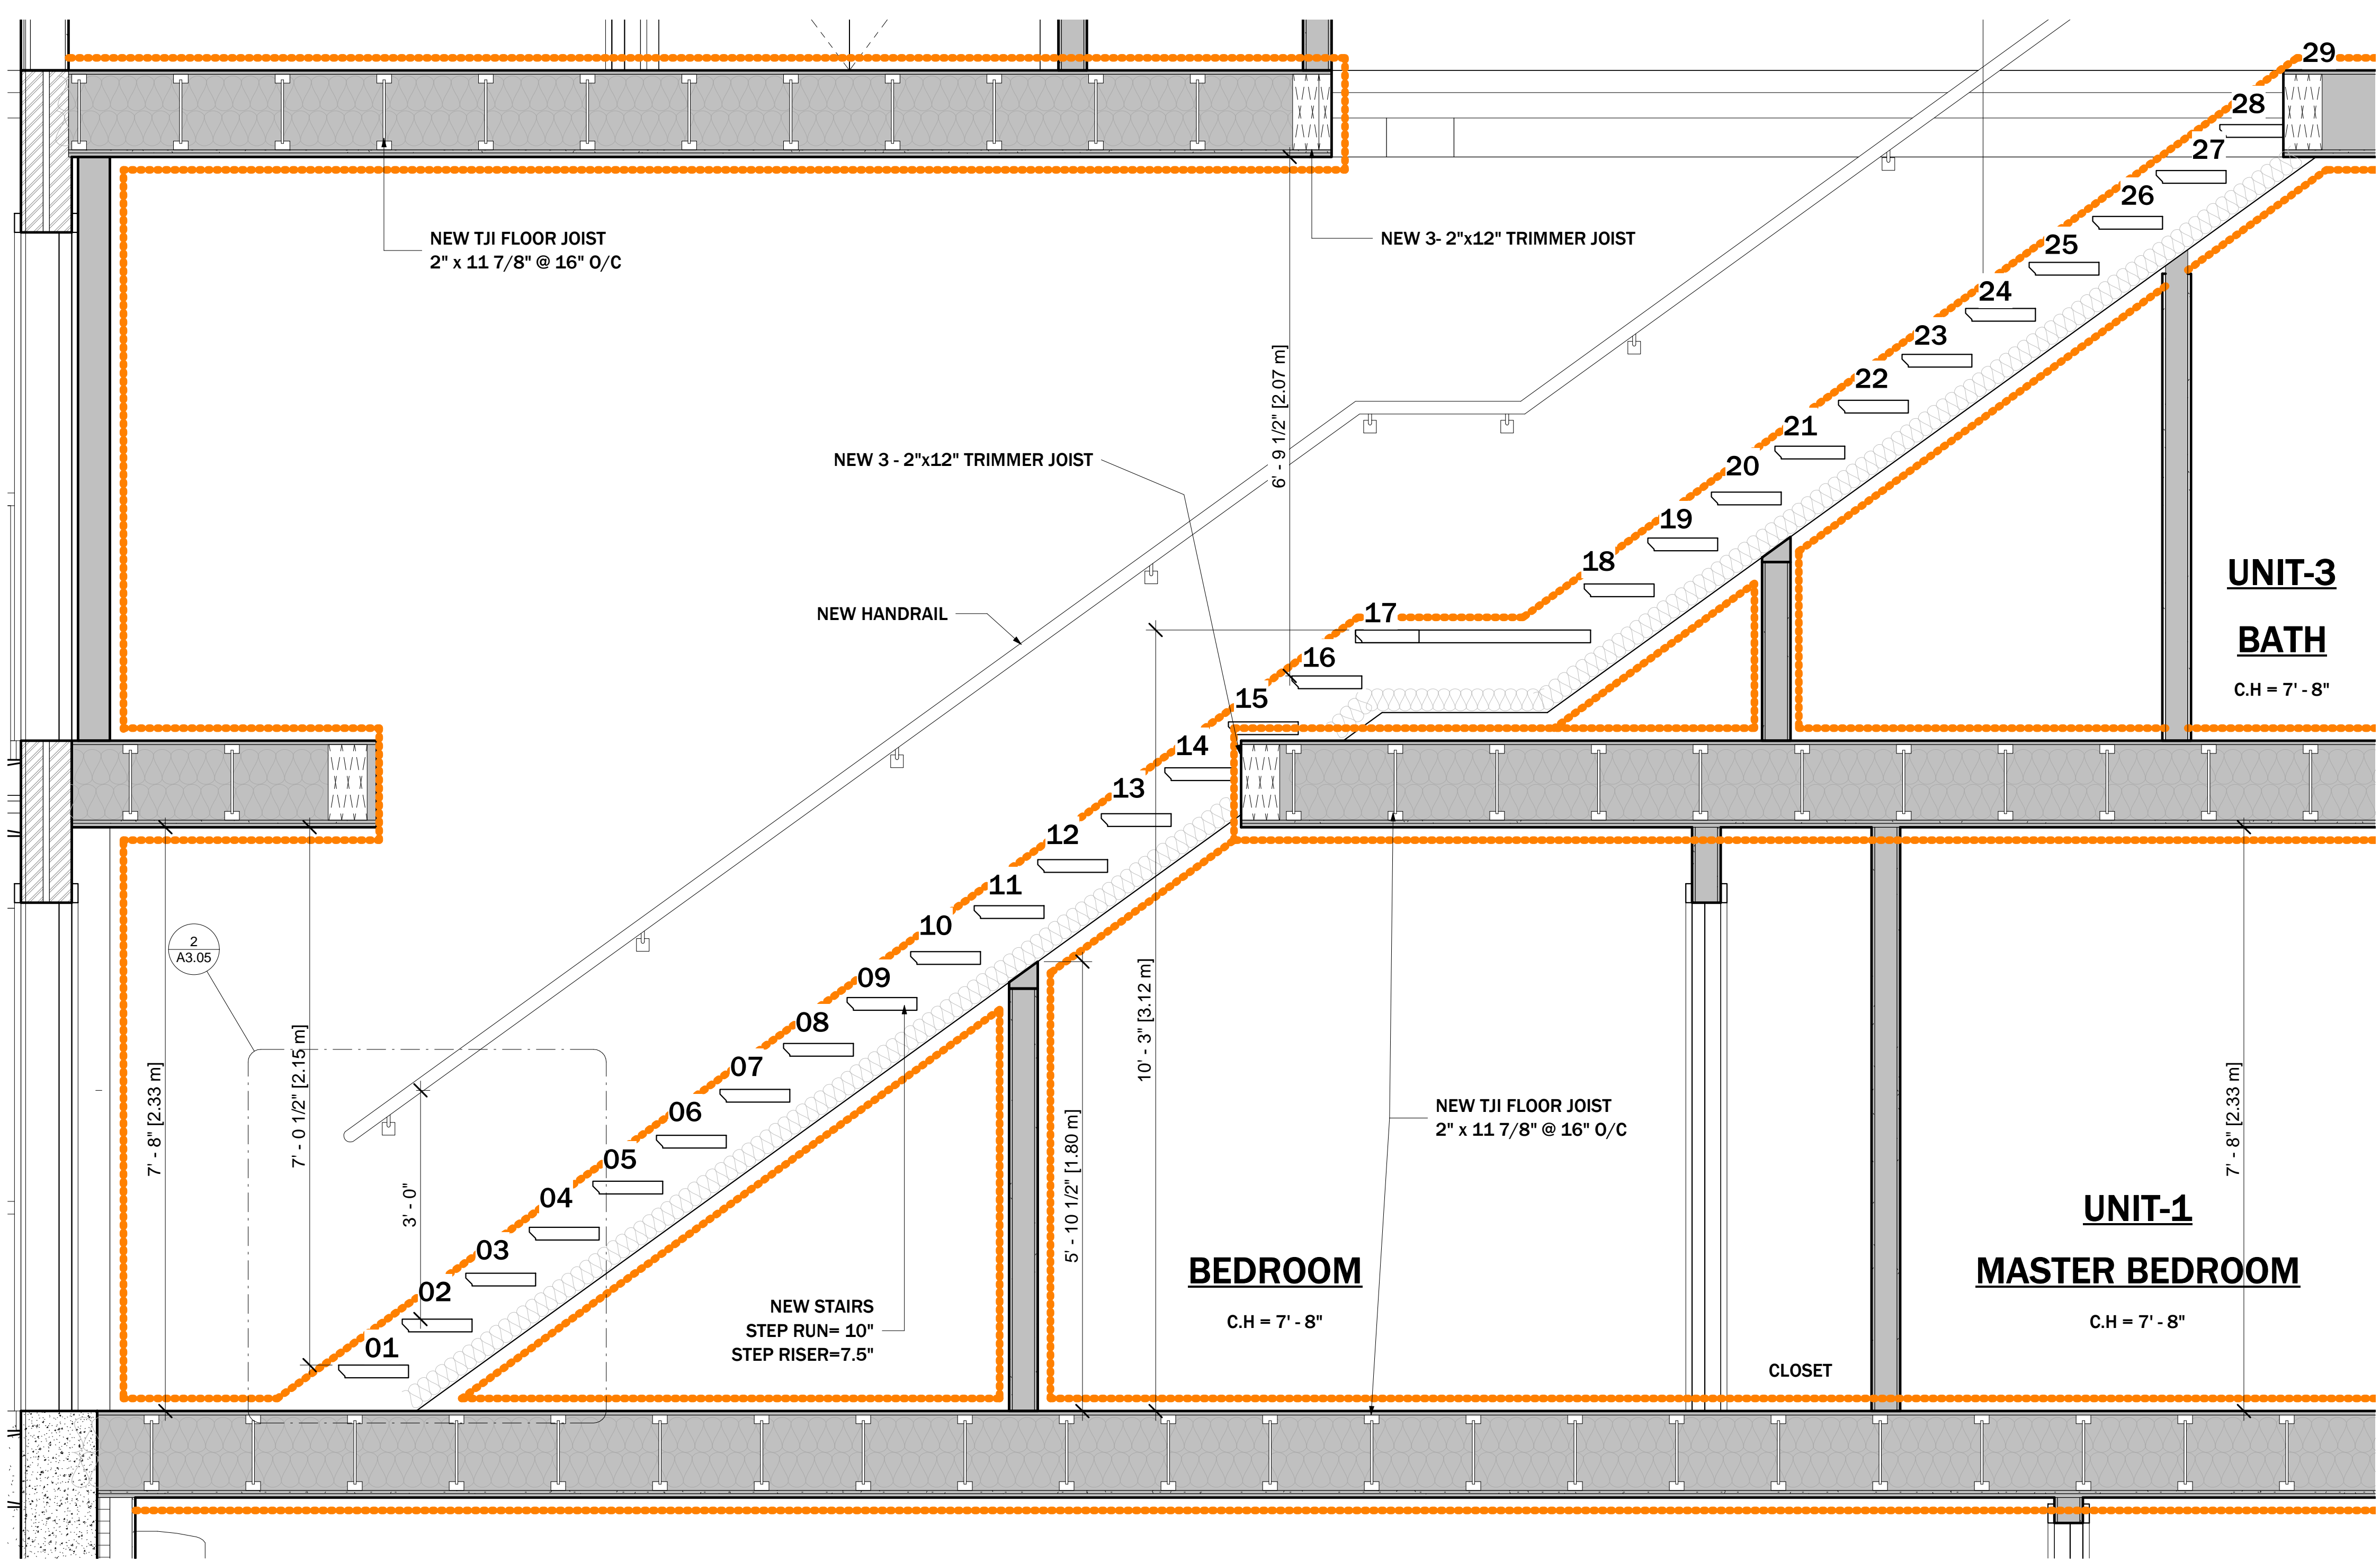 29
28
27
26
25
24
23
22
21
20
19
18
17
16
15
14
13
12
11
10
09
08
07
06
05
04
03
02
01
NEW TJI FLOOR JOIST
2" x 11 7/8" @ 16" O/C
NEW 3- 2"x12" TRIMMER JOIST
6' - 9 1/2" [2.07 m]
NEW 3 - 2"x12" TRIMMER JOIST
NEW HANDRAIL
UNIT-3
BATH
C.H = 7' - 8"
2
A3.05
7' - 8" [2.33 m]
7' - 0 1/2" [2.15 m]
3' - 0"
5' - 10 1/2" [1.80 m]
10' - 3" [3.12 m]
7' - 8" [2.33 m]
NEW TJI FLOOR JOIST
2" x 11 7/8" @ 16" O/C
NEW STAIRS
STEP RUN= 10"
STEP RISER=7.5"
BEDROOM
C.H = 7' - 8"
CLOSET
UNIT-1
MASTER BEDROOM
C.H = 7' - 8"